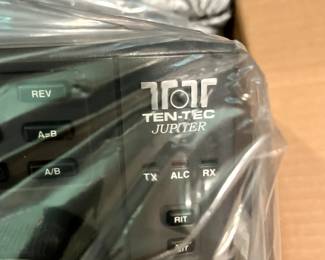 REV
TEN-TEC
JUPITER
A=B
TX ALC RX
A/B
RIT